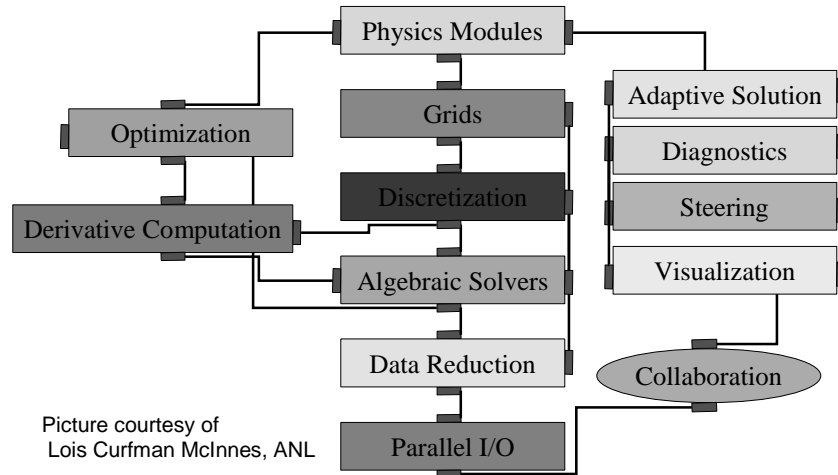 Physics Modules
Adaptive Solution
Grids
Optimization
Diagnostics
Discretization
Steering
Derivative Computation
Algebraic Solvers
Visualization
Data Reduction
Collaboration
Picture courtesy of
Lois Curfman McInnes, ANL
Parallel I/O